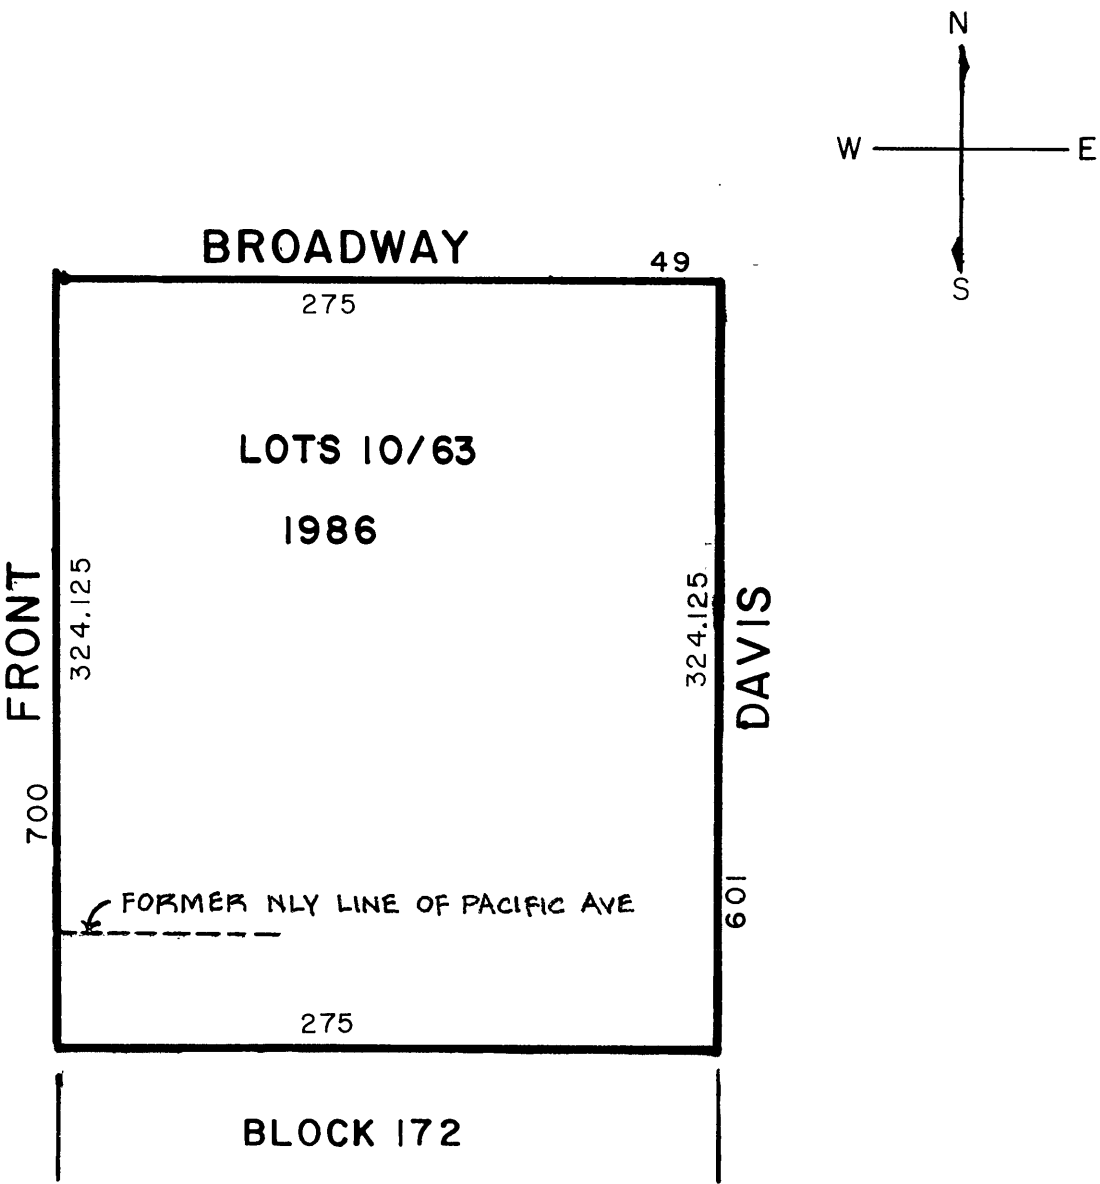 N
W E
S
BROADWAY
49
275
LOTS 10/63
1986
FRONT
324.125
324.125
DAVIS
700
601
FORMER NLY LINE OF PACIFIC AVE
275
BLOCK 172